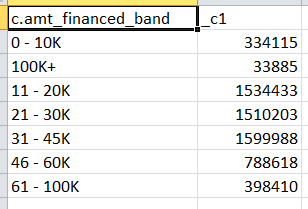 c.amt_financed_band _c1
0 - 10K 334115
100K+ 33885
11 - 20K 1534433
21 - 30K 1510203
31 - 45K 1599988
46 - 60K 788618
61 - 100K 398410